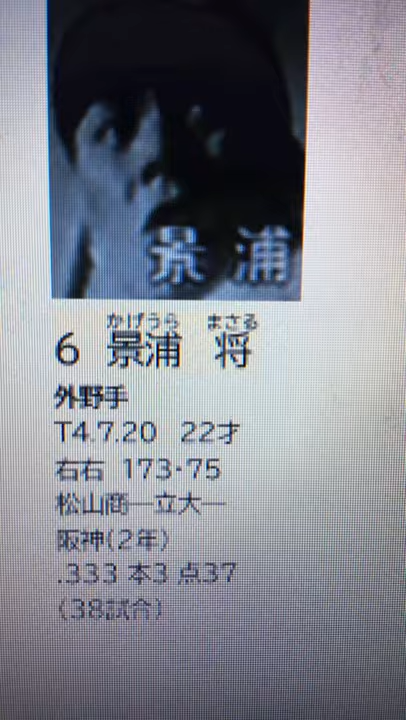 景浦
かげうら まさる
6 景浦 将
外野手
T4.7.20 22才
右右 173・75
松山商─立大─
阪神(2年)
.333 本3 点37
(38試合)